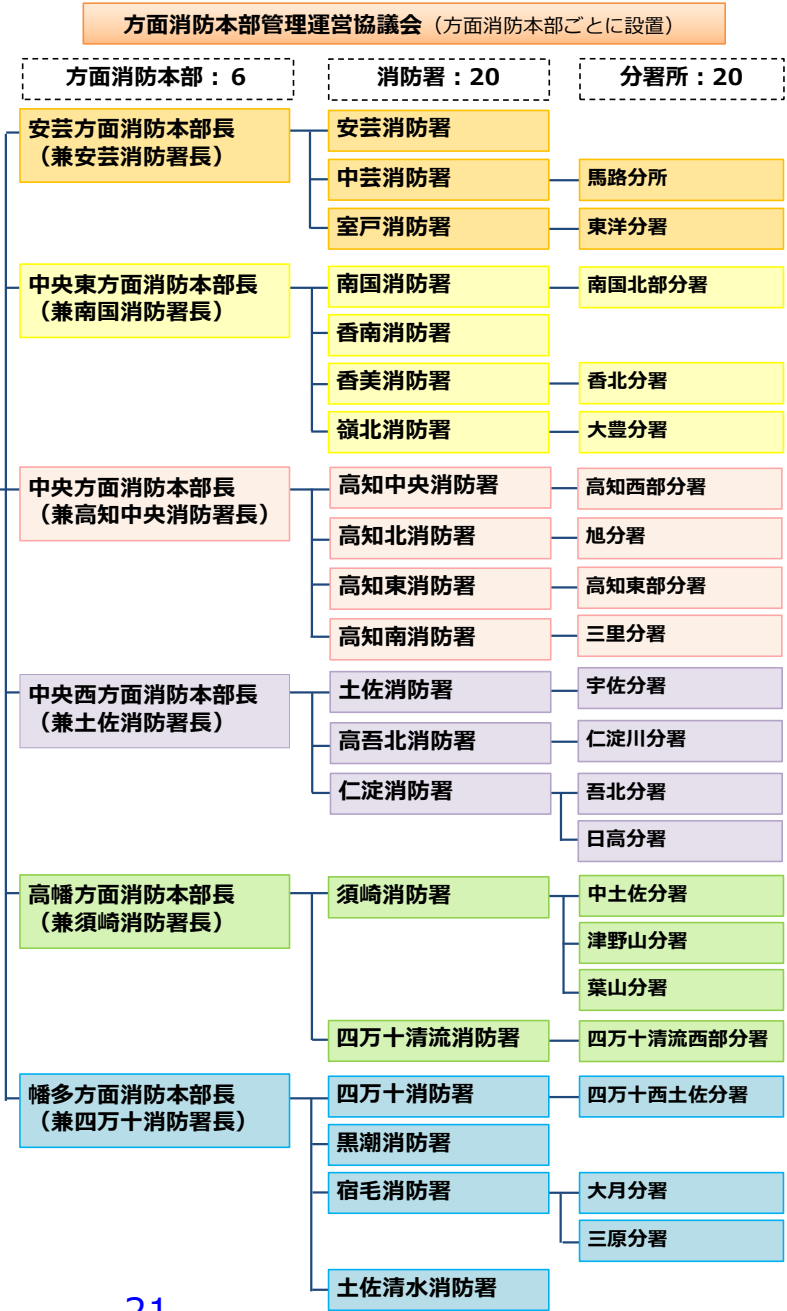 方面消防本部管理運営協議会（方面消防本部ごとに設置）
方面消防本部：６
消防署：20
分署所：20
安芸方面消防本部長
（兼安芸消防署長）
安芸消防署
中芸消防署
馬路分所
室戸消防署
東洋分署
中央東方面消防本部長
（兼南国消防署長）
南国消防署
南国北部分署
香南消防署
香美消防署
香北分署
嶺北消防署
大豊分署
中央方面消防本部長
（兼高知中央消防署長）
高知中央消防署
高知西部分署
高知北消防署
旭分署
高知東消防署
高知東部分署
高知南消防署
三里分署
中央西方面消防本部長
（兼土佐消防署長）
土佐消防署
宇佐分署
高吾北消防署
仁淀川分署
仁淀消防署
吾北分署
日高分署
高幡方面消防本部長
（兼須崎消防署長）
須崎消防署
中土佐分署
津野山分署
葉山分署
四万十清流消防署
四万十清流西部分署
幡多方面消防本部長
（兼四万十消防署長）
四万十消防署
四万十西土佐分署
黒潮消防署
宿毛消防署
大月分署
三原分署
土佐清水消防署
21